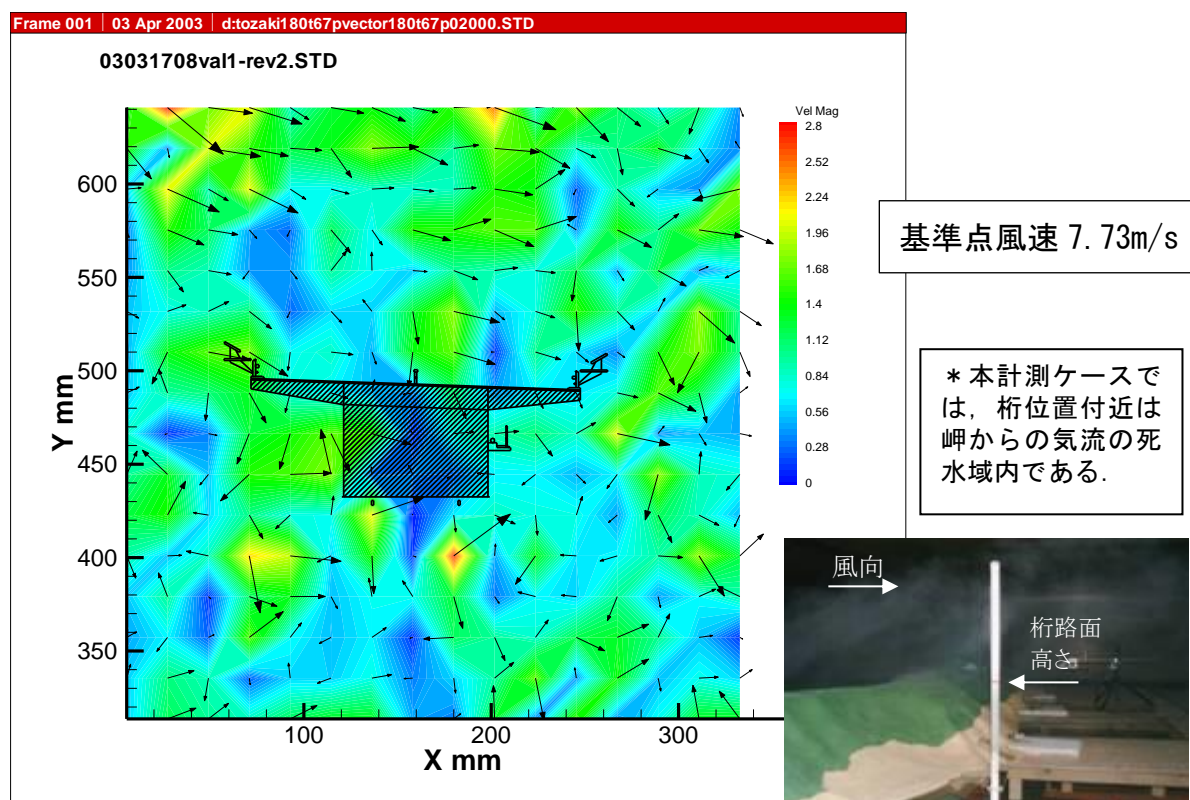 Frame 001 | 03 Apr 2003 | d:tozaki180t67pvector180t67p02000.STD
03031708val1-rev2.STD
Vel Mag
2.8
2.52
2.24
1.96
1.68
1.4
1.12
0.84
0.56
0.28
0
600
550
500
450
400
350
Y mm
100
200
300
X mm
基準点風速 7.73m/s
*本計測ケースで
は，桁位置付近は
岬からの気流の死
水域内である．
風向
桁路面
高さ